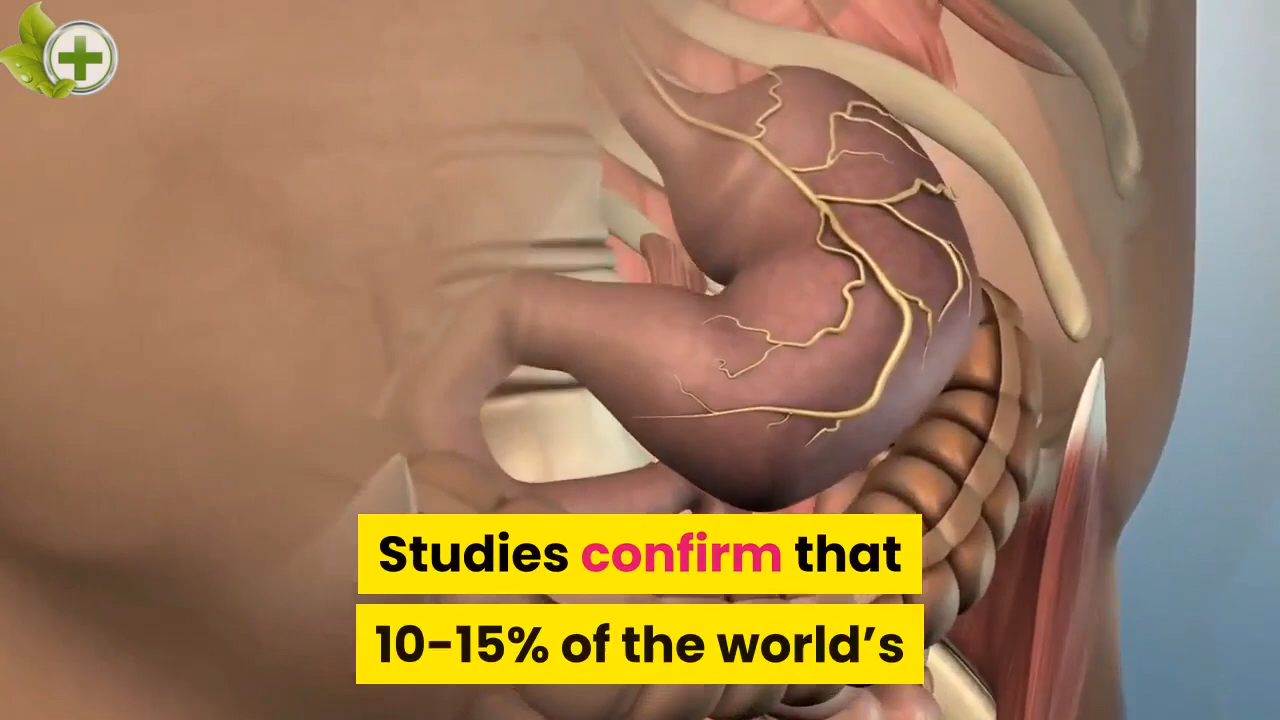 Studies confirm that
10-15% of the world’s